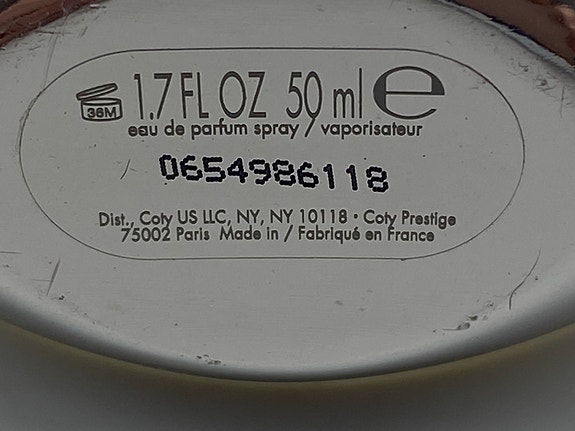 36M 1.7 FL OZ 50 ml e
eau de parfum spray / vaporisateur
0654986118
Dist., Coty US LLC, NY, NY 10118 • Coty Prestige
75002 Paris Made in / Fabriqué en France